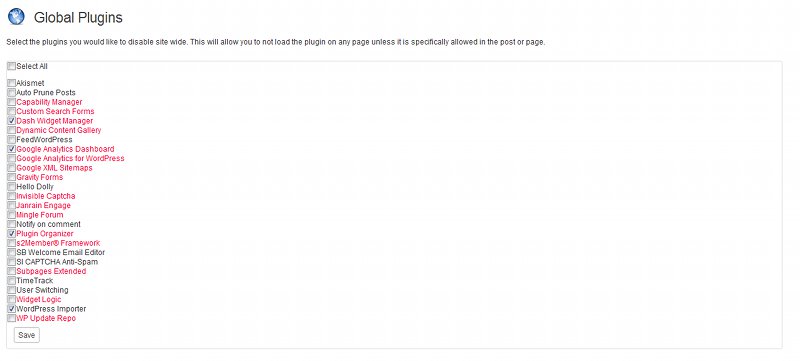 Global Plugins
Select the plugins you would like to disable site wide. This will allow you to not load the plugin on any page unless it is specifically allowed in the post or page.
Select All
Akismet
Auto Prune Posts
Capability Manager
Custom Search Forms
Dash Widget Manager
Dynamic Content Gallery
FeedWordPress
Google Analytics Dashboard
Google Analytics for WordPress
Google XML Sitemaps
Gravity Forms
Hello Dolly
Invisible Captcha
Janrain Engage
Mingle Forum
Notify on comment
Plugin Organizer
s2Member® Framework
SB Welcome Email Editor
SI CAPTCHA Anti-Spam
Subpages Extended
TimeTrack
User Switching
Widget Logic
WordPress Importer
WP Update Repo
Save